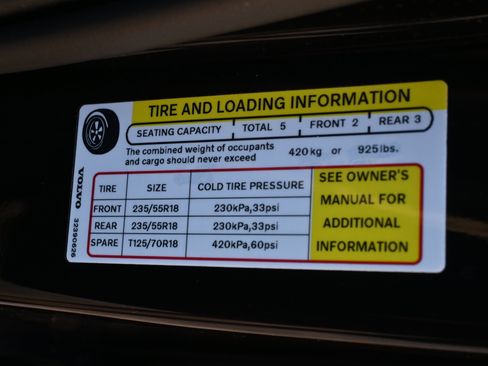 TIRE AND LOADING INFORMATION
SEATING CAPACITY TOTAL 5 FRONT 2 REAR 3
The combined weight of occupants
and cargo should never exceed 420kg or 925lbs.
TIRE SIZE COLD TIRE PRESSURE
FRONT 235/55R18 230kPa,33psi
REAR 235/55R18 230kPa,33psi
SPARE T125/70R18 420kPa,60psi
SEE OWNER'S
MANUAL FOR
ADDITIONAL
INFORMATION
VOLVO
32390626